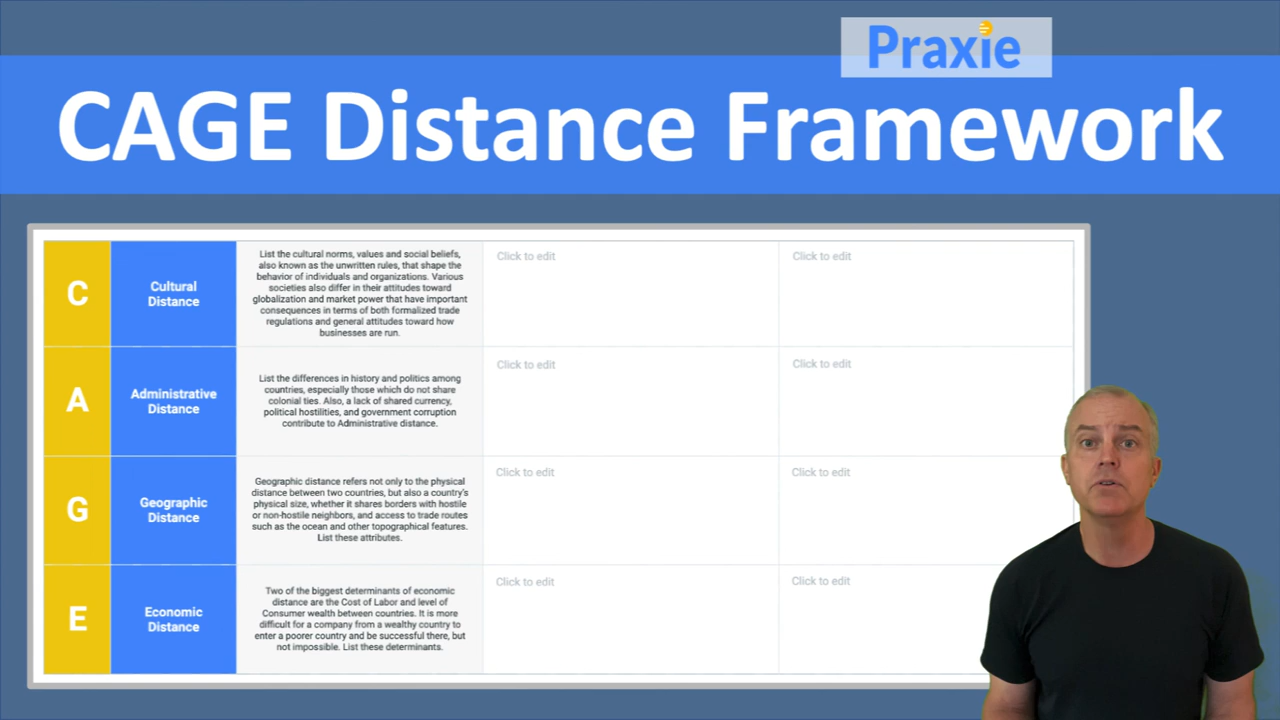 Praxie
CAGE Distance Framework
C
Cultural
Distance
List the cultural norms, values and social beliefs,
also known as the unwritten rules, that shape the
behavior of individuals and organizations. Various
societies also differ in their attitudes toward
globalization and market power that have important
consequences in terms of both formalized trade
regulations and general attitudes toward how
businesses are run.
Click to edit
Click to edit
A
Administrative
Distance
List the differences in history and politics among
countries, especially those which do not share
colonial ties. Also, a lack of shared currency,
political hostilities, and government corruption
contribute to Administrative distance.
Click to edit
Click to edit
G
Geographic
Distance
Geographic distance refers not only to the physical
distance between two countries, but also a country's
physical size, whether it shares borders with hostile
or non-hostile neighbors, and access to trade routes
such as the ocean and other topographical features.
List these attributes.
Click to edit
Click to edit
E
Economic
Distance
Two of the biggest determinants of economic
distance are the Cost of Labor and level of
Consumer wealth between countries. It is more
difficult for a company from a wealthy country to
enter a poorer country and be successful there, but
not impossible. List these determinants.
Click to edit
Click to edit